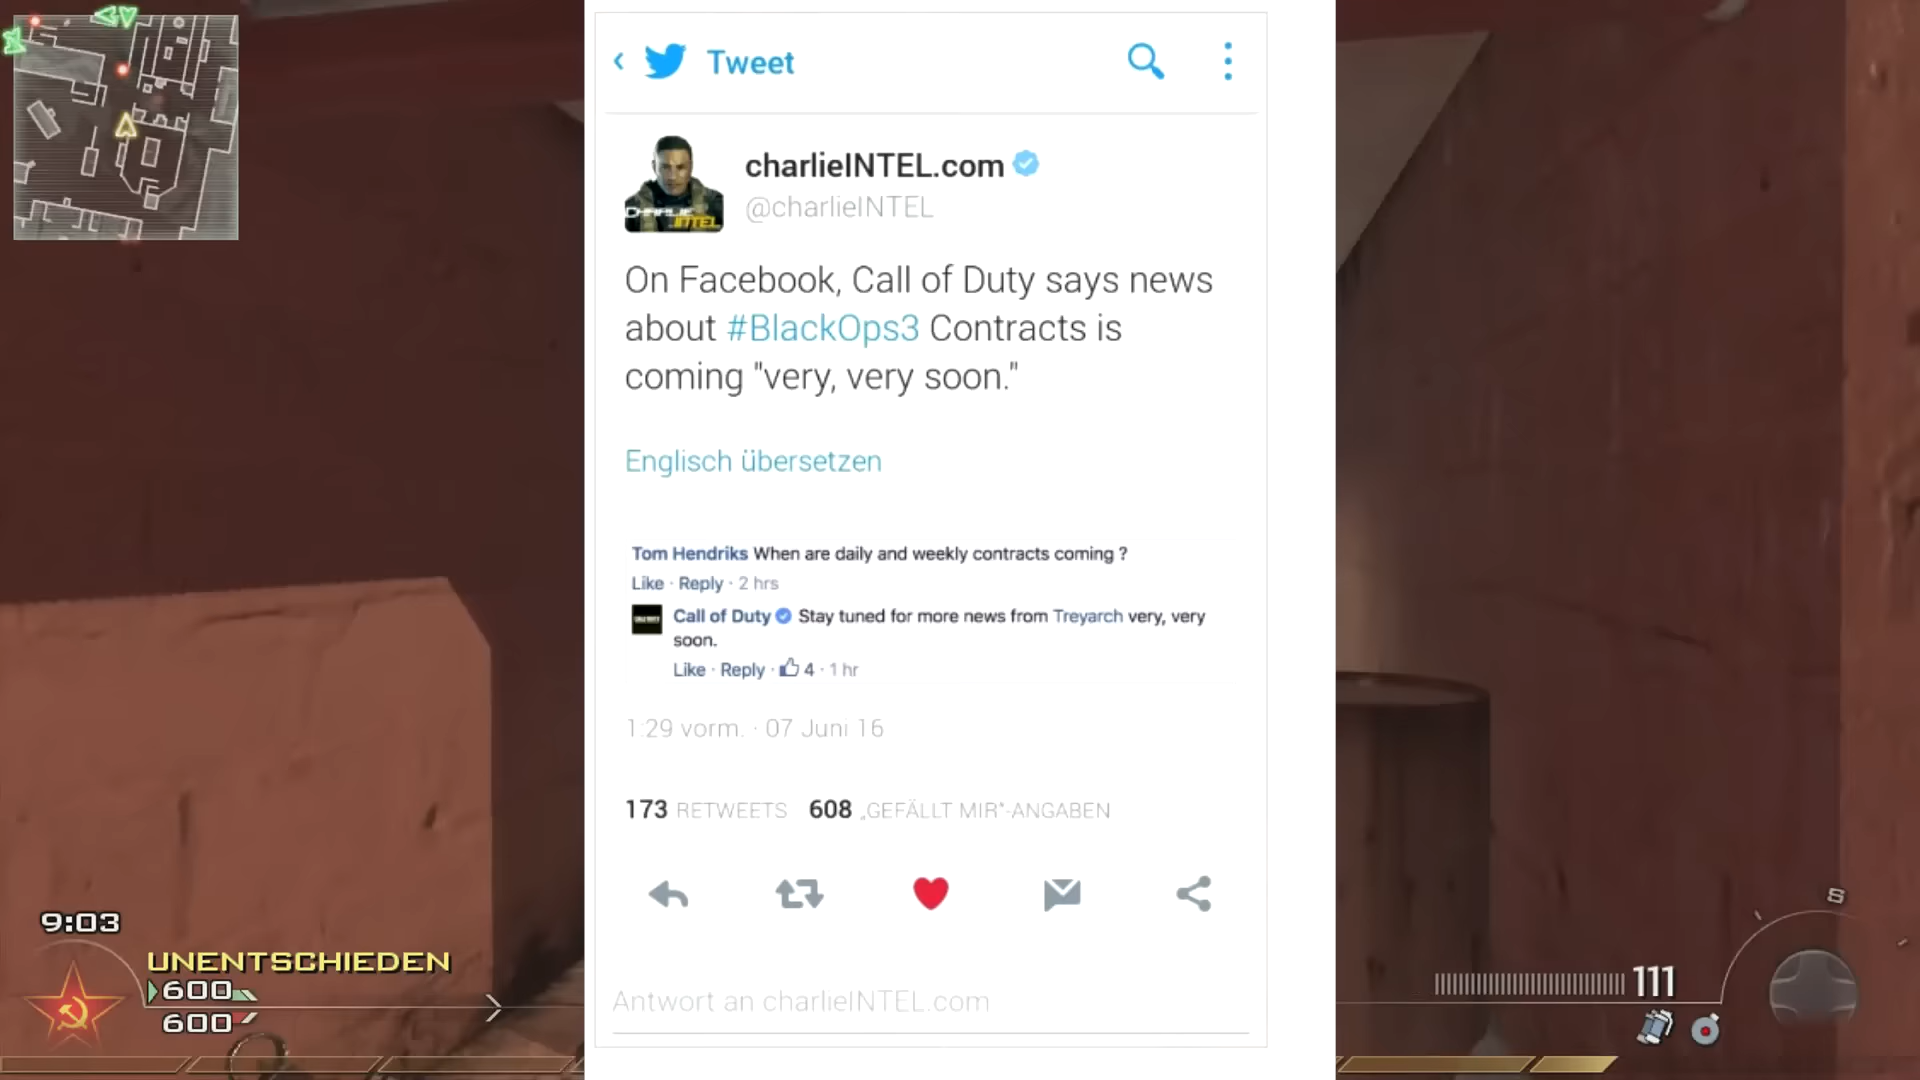 Tweet
charlieINTEL.com
@charlieINTEL
CHARLIE
INTEL
On Facebook, Call of Duty says news
about #BlackOps3 Contracts is
coming "very, very soon."
Englisch übersetzen
Tom Hendriks When are daily and weekly contracts coming ?
Like · Reply · 2 hrs
Call of Duty Stay tuned for more news from Treyarch very, very
soon.
Like · Reply · 4 · 1 hr
1:29 vorm. · 07 Juni 16
173 RETWEETS 608 „GEFÄLLT MIR"-ANGABEN
Antwort an charlieINTEL.com
9:03
UNENTSCHIEDEN
600
600
S
111